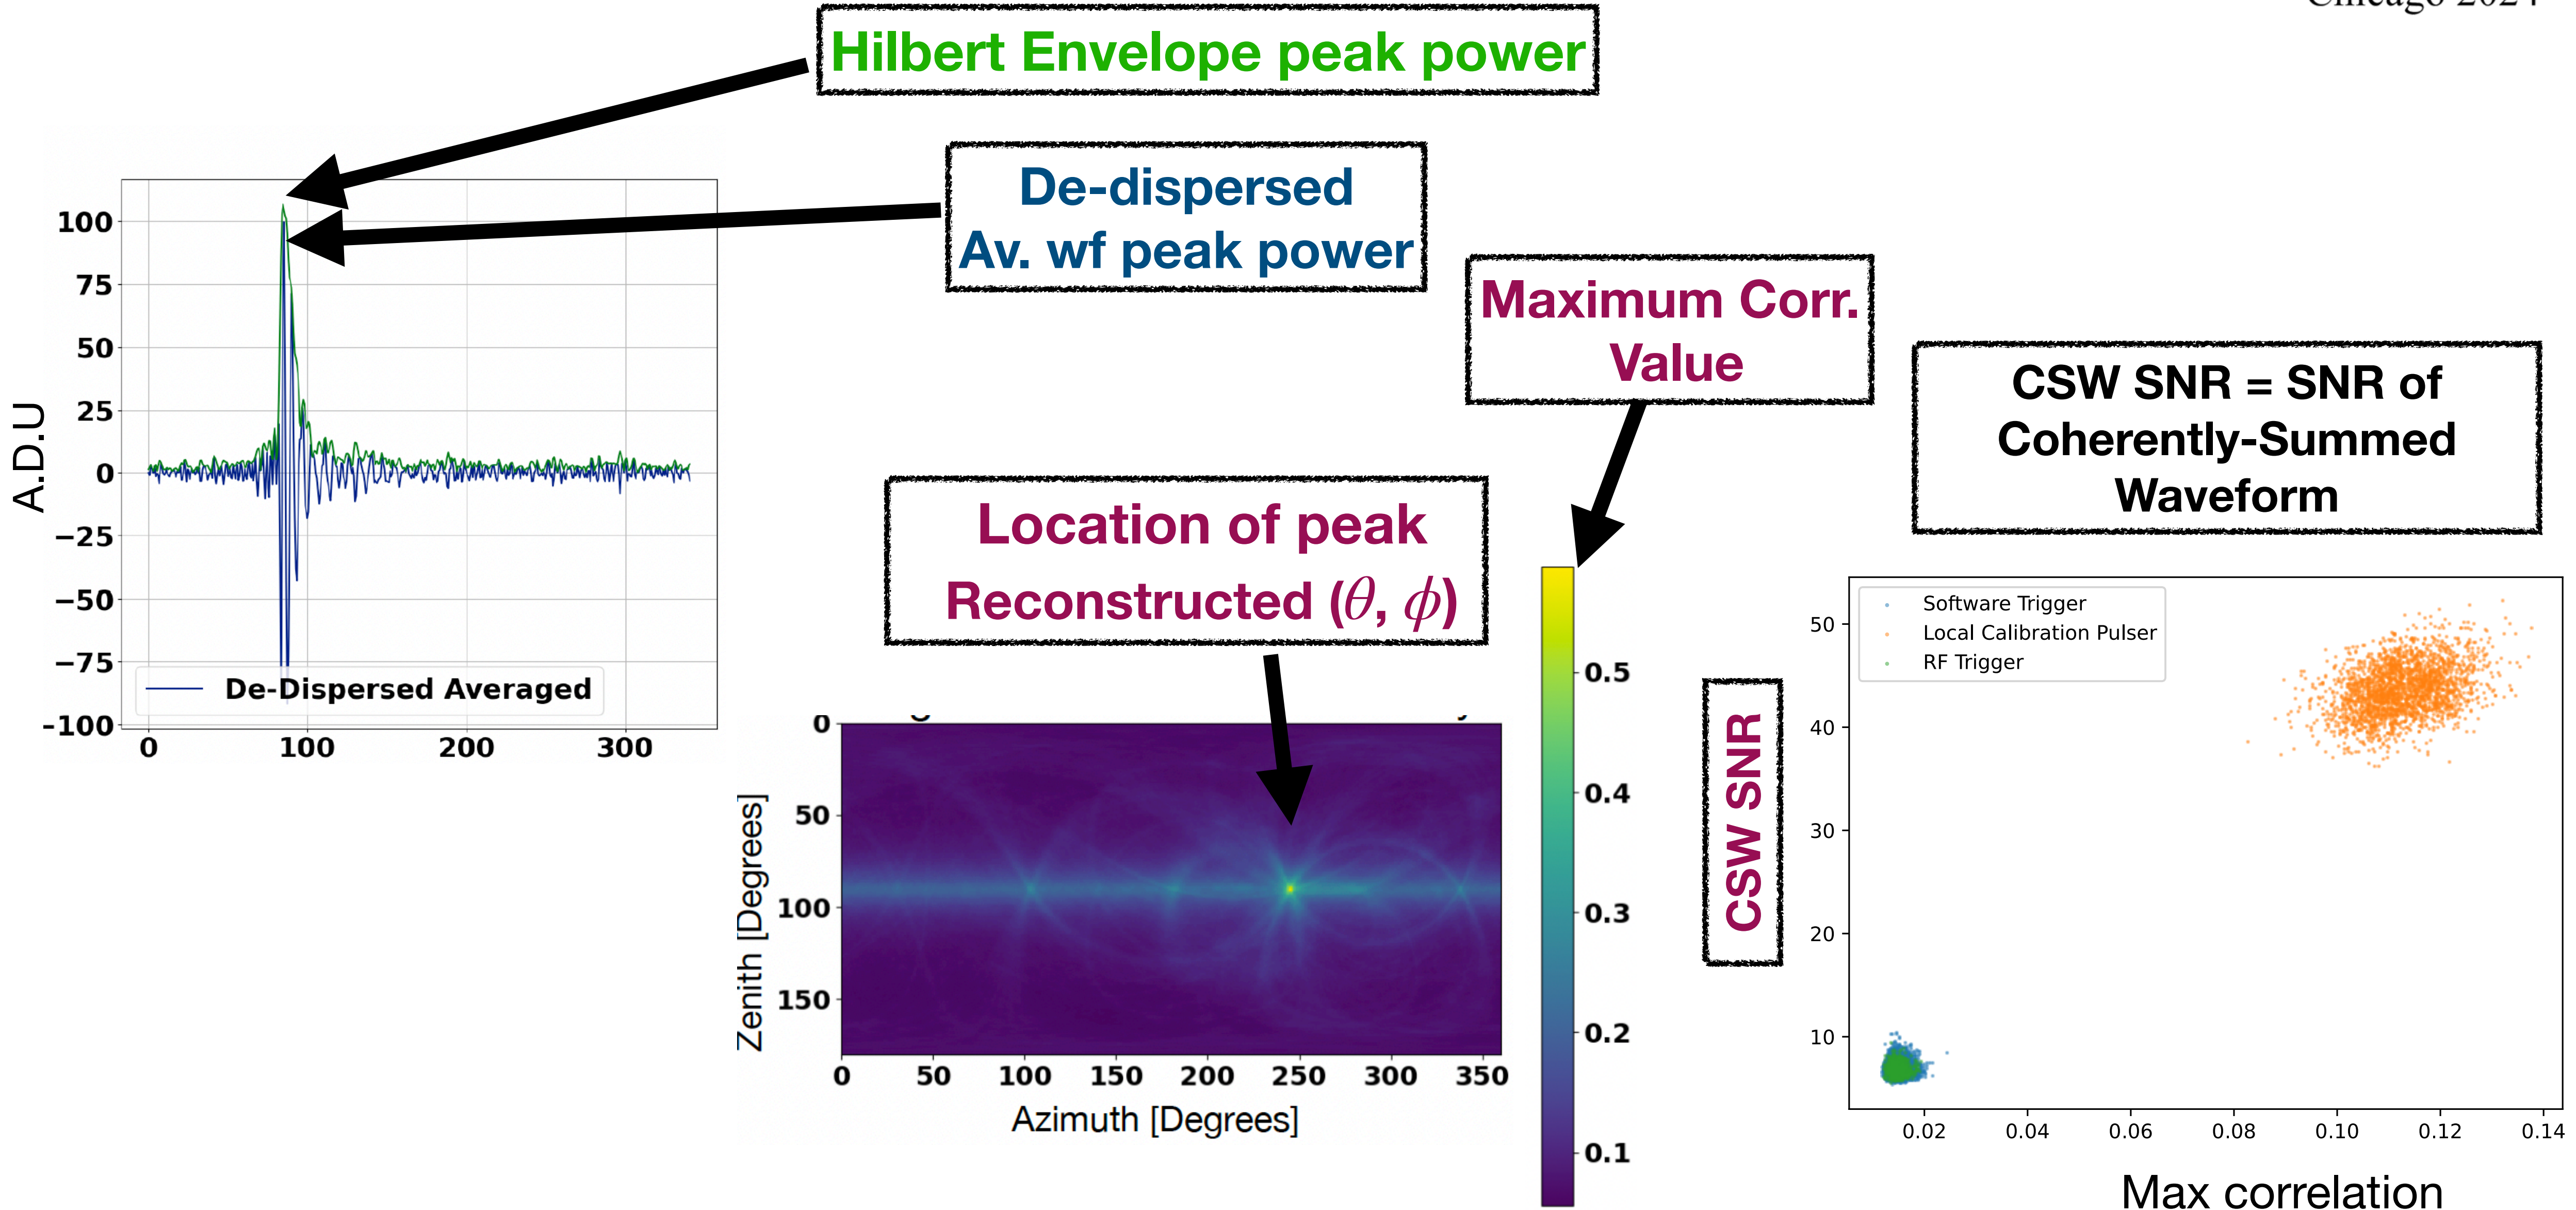 Chicago 2024
Hilbert Envelope peak power
De-dispersed
Av. wf peak power
Maximum Corr.
Value
CSW SNR = SNR of
Coherently-Summed
Waveform
Location of peak
Reconstructed (θ, ϕ)
A.D.U
100
75
50
25
0
−25
−50
−75
-100
De-Dispersed Averaged
0 100 200 300
Zenith [Degrees]
0
50
100
150
0 50 100 150 200 250 300 350
Azimuth [Degrees]
0.5
0.4
0.3
0.2
0.1
CSW SNR
Software Trigger
Local Calibration Pulser
RF Trigger
50
40
30
20
10
0.02 0.04 0.06 0.08 0.10 0.12 0.14
Max correlation